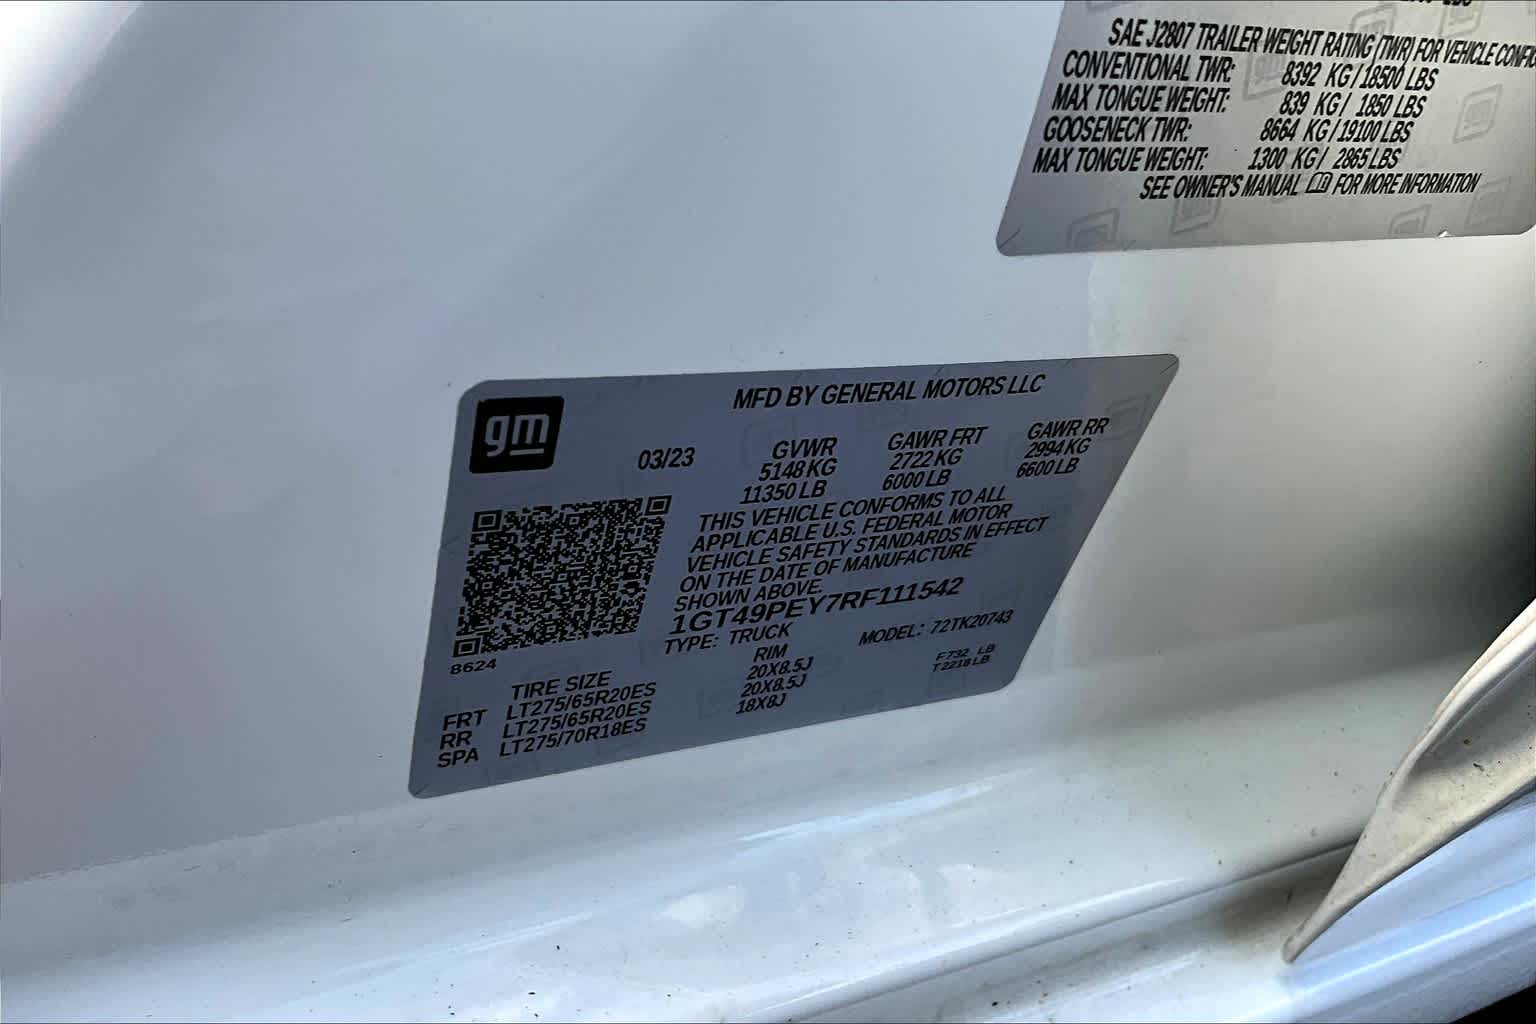 SAE J2807 TRAILER WEIGHT RATING (TWR) FOR VEHICLE
CONVENTIONAL TWR: 8392 KG / 18500 LBS
MAX TONGUE WEIGHT: 839 KG / 1850 LBS
GOOSENECK TWR: 8664 KG / 19100 LBS
MAX TONGUE WEIGHT: 1300 KG / 2865 LBS
SEE OWNER'S MANUAL FOR MORE INFORMATION
gm
MFD BY GENERAL MOTORS LLC
03/23 GVWR GAWR FRT GAWR RR
5148 KG 2722 KG 2994 KG
11350 LB 6000 LB 6600 LB
THIS VEHICLE CONFORMS TO ALL
APPLICABLE U.S. FEDERAL MOTOR
VEHICLE SAFETY STANDARDS IN EFFECT
ON THE DATE OF MANUFACTURE
SHOWN ABOVE.
1GT49PEY7RF111542
TYPE: TRUCK MODEL: 72TK20743
8624
TIRE SIZE RIM
FRT LT275/65R20ES 20X8.5J
RR LT275/65R20ES 20X8.5J
SPA LT275/70R18ES 18X8J
F 732 LB
T 2218 LB